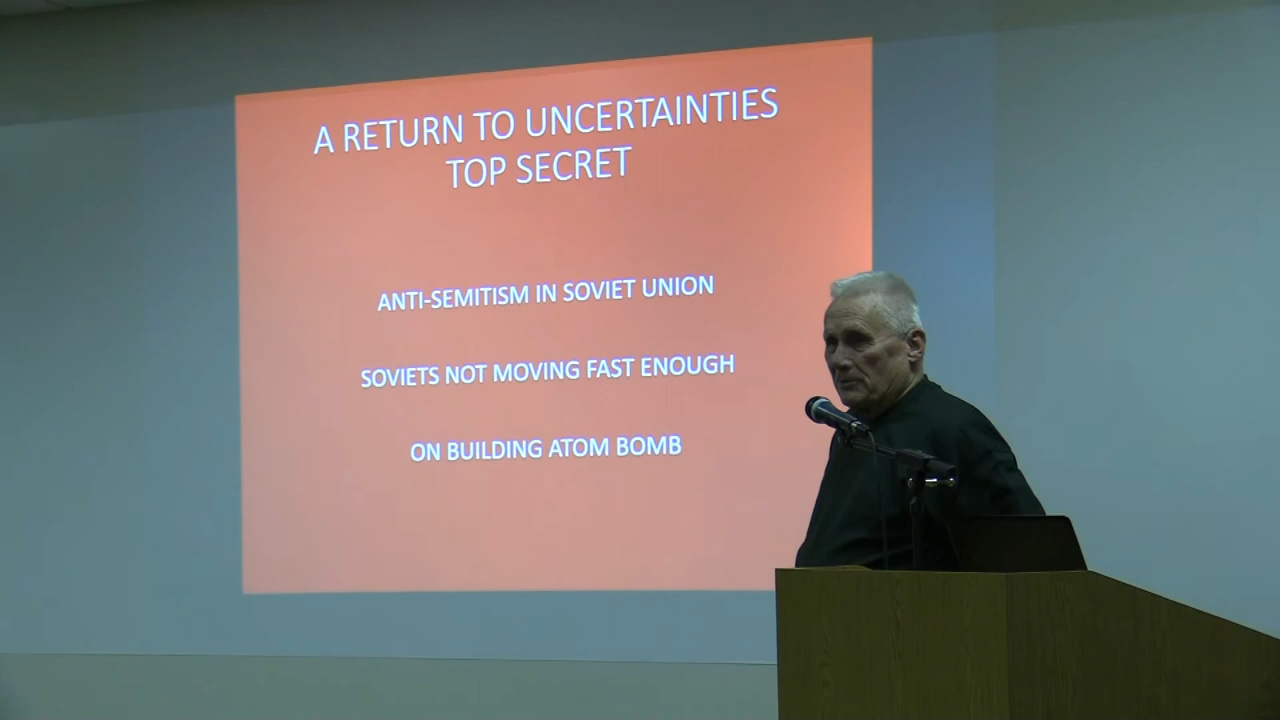 A RETURN TO UNCERTAINTIES
TOP SECRET
ANTI-SEMITISM IN SOVIET UNION
SOVIETS NOT MOVING FAST ENOUGH
ON BUILDING ATOM BOMB